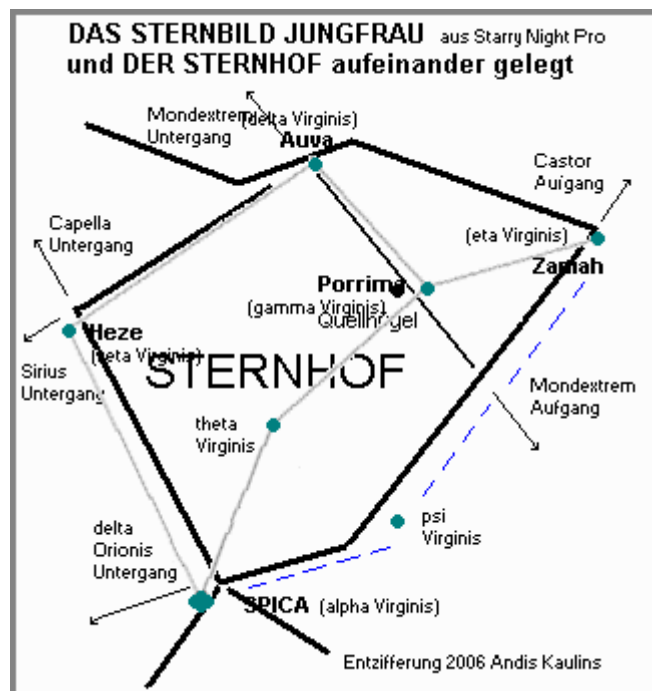 DAS STERNBILD JUNGFRAU aus Starry Night Pro
und DER STERNHOF aufeinander gelegt
Mondextrem
Untergang
(delta Virginis)
Auva
Castor
Aufgang
Capella
Untergang
(eta Virginis)
Zaniah
Porrima
(gamma Virginis)
Quellhügel
Heze
(zeta Virginis)
STERNHOF
Sirius
Untergang
Mondextrem
Aufgang
theta
Virginis
psi
Virginis
delta
Orionis
Untergang
SPICA (alpha Virginis)
Entzifferung 2006 Andis Kaulins